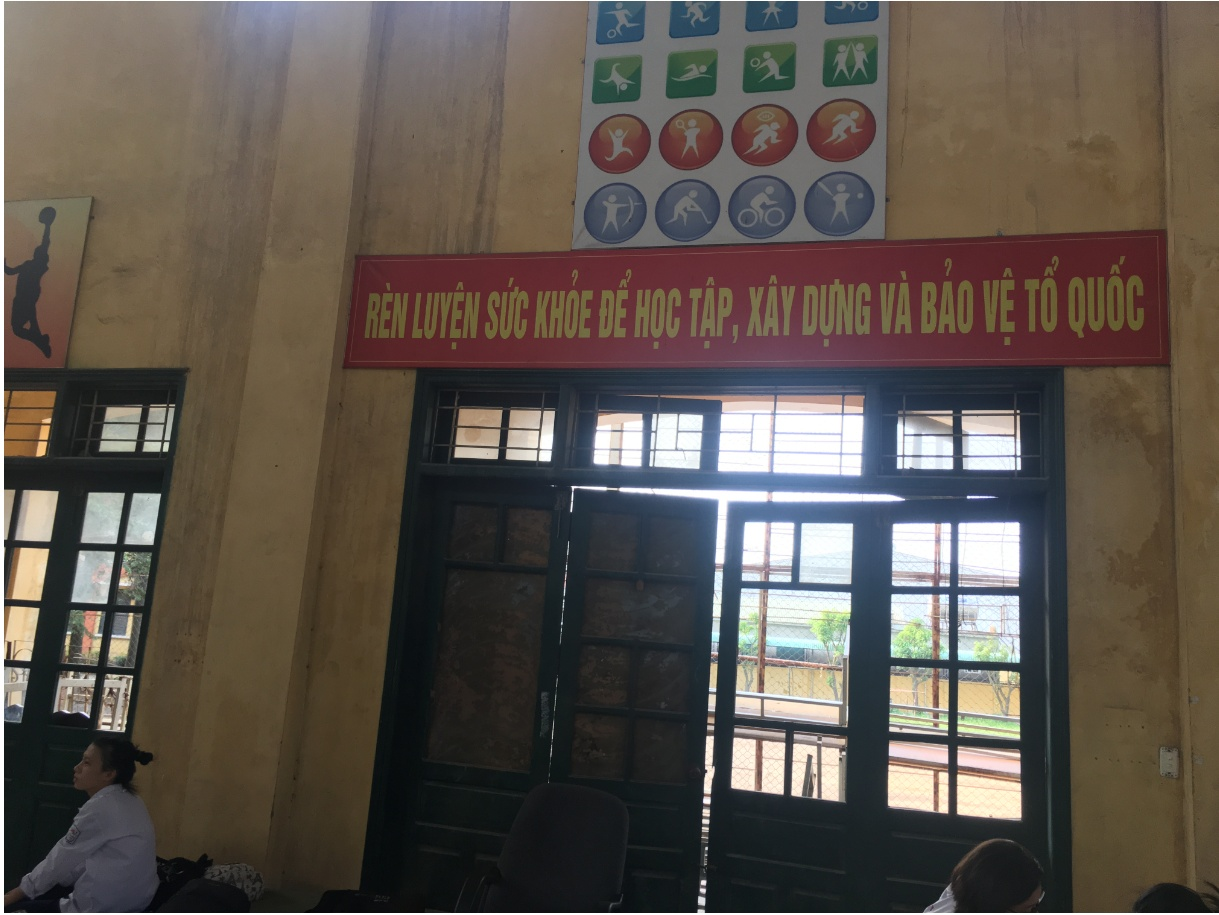 RÈN LUYỆN SỨC KHỎE ĐỂ HỌC TẬP, XÂY DỰNG VÀ BẢO VỆ TỔ QUỐC